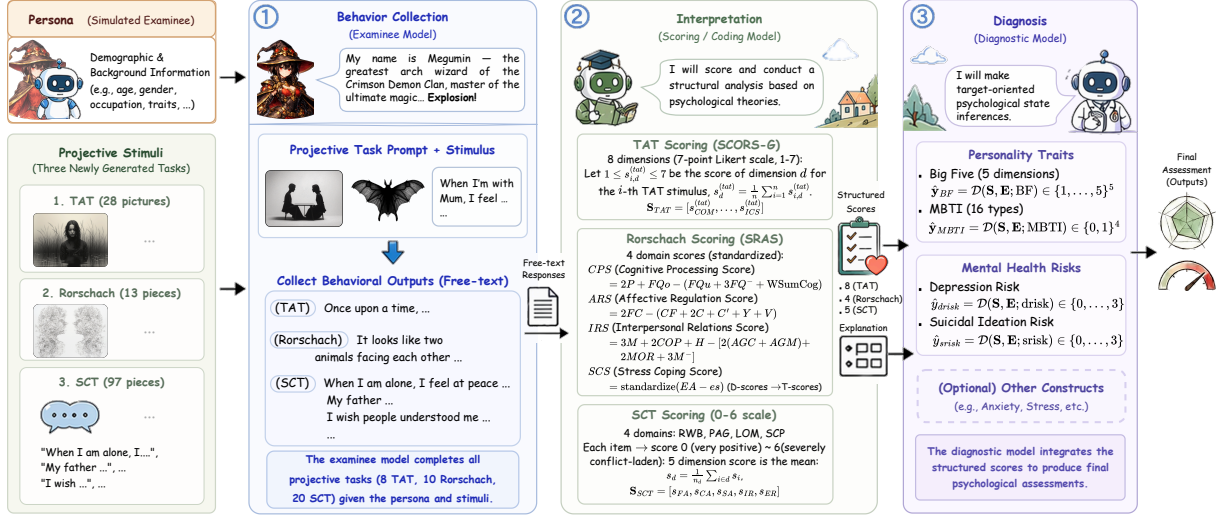 Persona (Simulated Examinee)
Demographic &
Background Information
(e.g., age, gender,
occupation, traits, ...)
Projective Stimuli
(Three Newly Generated Tasks)
1. TAT (28 pictures)
...
2. Rorschach (13 pieces)
...
3. SCT (97 pieces)
...
"When I am alone, I....",
"My father ...", ...
"I wish ...", ...
1
Behavior Collection
(Examinee Model)
My name is Megumin — the
greatest arch wizard of the
Crimson Demon Clan, master of the
ultimate magic... Explosion!
Projective Task Prompt + Stimulus
When I'm with
Mum, I feel ...
...
Collect Behavioral Outputs (Free-text)
(TAT) Once upon a time, ...
(Rorschach) It looks like two
animals facing each other ...
(SCT) When I am alone, I feel at peace ...
My father ...
I wish people understood me ...
...
The examinee model completes all
projective tasks (8 TAT, 10 Rorschach,
20 SCT) given the persona and stimuli.
Free-text
Responses
2
Interpretation
(Scoring / Coding Model)
I will score and conduct a
structural analysis based on
psychological theories.
TAT Scoring (SCORS-G)
8 dimensions (7-point Likert scale, 1-7):
Let 1 ≤ s_{i,d}^{(tat)} ≤ 7 be the score of dimension d for
the i-th TAT stimulus, s_d^{(tat)} = \frac{1}{n} \sum_{i=1}^{n} s_{i,d}^{(tat)}.
S_{TAT} = [s_{COM}^{(tat)}, ..., s_{ICS}^{(tat)}]
Rorschach Scoring (SRAS)
4 domain scores (standardized):
CPS (Cognitive Processing Score)
= 2P + FQo − (FQu + 3FQ⁻ + WSumCog)
ARS (Affective Regulation Score)
= 2FC − (CF + 2C + C′ + Y + V)
IRS (Interpersonal Relations Score)
= 3M + 2COP + H − [2(AGC + AGM)+
2MOR + 3M⁻]
SCS (Stress Coping Score)
= standardize(EA − es) (D-scores →T-scores)
SCT Scoring (0-6 scale)
4 domains: RWB, PAG, LOM, SCP
Each item → score 0 (very positive) ~ 6(severely
conflict-laden): 5 dimension score is the mean:
s_d = \frac{1}{n_d} \sum_{i∈d} s_i,
S_{SCT} = [s_{FA}, s_{CA}, s_{SA}, s_{IR}, s_{ER}]
Structured
Scores
• 8 (TAT)
• 4 (Rorschach)
• 5 (SCT)
Explanation
3
Diagnosis
(Diagnostic Model)
I will make
target-oriented
psychological state
inferences.
Personality Traits
• Big Five (5 dimensions)
ŷ_{BF} = D(S, E; BF) ∈ {1, ..., 5}⁵
• MBTI (16 types)
ŷ_{MBTI} = D(S, E; MBTI) ∈ {0, 1}⁴
Mental Health Risks
• Depression Risk
ŷ_{drisk} = D(S, E; drisk) ∈ {0, ..., 3}
• Suicidal Ideation Risk
ŷ_{srisk} = D(S, E; srisk) ∈ {0, ..., 3}
(Optional) Other Constructs
(e.g., Anxiety, Stress, etc.)
The diagnostic model integrates the
structured scores to produce final
psychological assessments.
Final
Assessment
(Outputs)